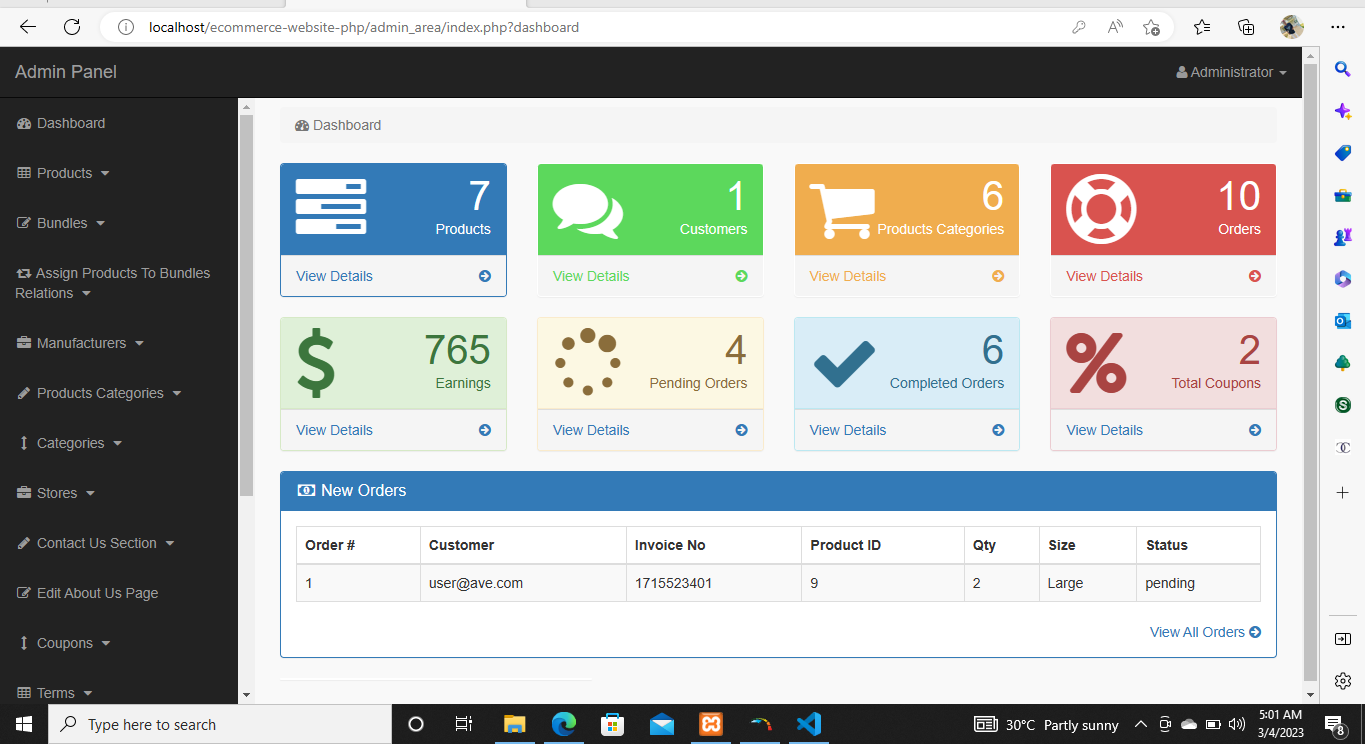 localhost/ecommerce-website-php/admin_area/index.php?dashboard
Admin Panel
Administrator
Dashboard
Products
Bundles
Assign Products To Bundles
Relations
Manufacturers
Products Categories
Categories
Stores
Contact Us Section
Edit About Us Page
Coupons
Terms
Dashboard
7
Products
View Details
1
Customers
View Details
6
Products Categories
View Details
10
Orders
View Details
765
Earnings
View Details
4
Pending Orders
View Details
6
Completed Orders
View Details
2
Total Coupons
View Details
New Orders
Order # Customer Invoice No Product ID Qty Size Status
1 user@ave.com 1715523401 9 2 Large pending
View All Orders
Type here to search
30°C Partly sunny
5:01 AM
3/4/2023
8